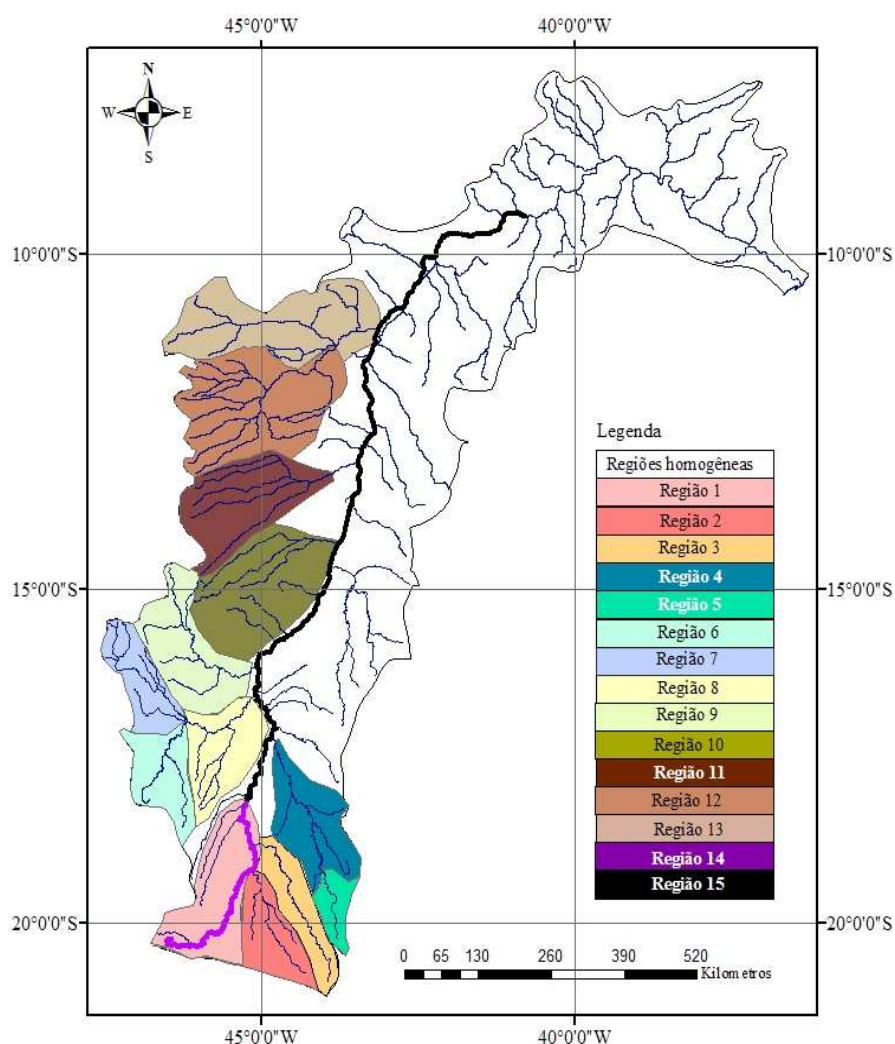 45°0'0"W 40°0'0"W
N
W E
S
10°0'0"S 10°0'0"S
Legenda
Regiões homogêneas
Região 1
Região 2
Região 3
Região 4
Região 5
Região 6
Região 7
Região 8
Região 9
Região 10
Região 11
Região 12
Região 13
Região 14
Região 15
15°0'0"S 15°0'0"S
20°0'0"S 20°0'0"S
0 65 130 260 390 520
Kilometros
45°0'0"W 40°0'0"W